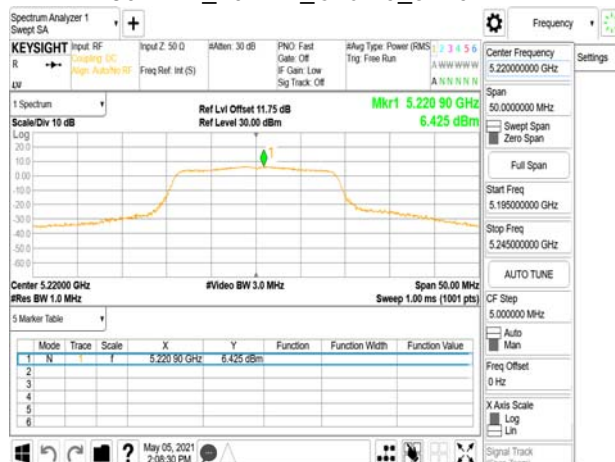 Spectrum Analyzer 1
Swept SA
Frequency
Settings
KEYSIGHT
R
Input: RF
Coupling: DC
Align: Auto/No RF
Input Z: 50 Ω
Freq Ref: Int (S)
#Atten: 30 dB
PNO: Fast
Gate: Off
IF Gain: Low
Sig Track: Off
#Avg Type: Power (RMS
Trig: Free Run
1 2 3 4 5 6
A W W W W W
A N N N N N
1 Spectrum
Scale/Div 10 dB
Ref Lvl Offset 11.75 dB
Ref Level 30.00 dBm
Mkr1 5.220 90 GHz
6.425 dBm
Log
20.0
10.0
0.00
-10.0
-20.0
-30.0
-40.0
-50.0
-60.0
1
Center 5.22000 GHz
#Res BW 1.0 MHz
#Video BW 3.0 MHz
Span 50.00 MHz
Sweep 1.00 ms (1001 pts)
5 Marker Table
Mode Trace Scale X Y Function Function Width Function Value
1 N 1 f 5.220 90 GHz 6.425 dBm
2
3
4
5
6
May 05, 2021
2:08:30 PM
Center Frequency
5.220000000 GHz
Span
50.0000000 MHz
Swept Span
Zero Span
Full Span
Start Freq
5.195000000 GHz
Stop Freq
5.245000000 GHz
AUTO TUNE
CF Step
5.000000 MHz
Auto
Man
Freq Offset
0 Hz
X Axis Scale
Log
Lin
Signal Track